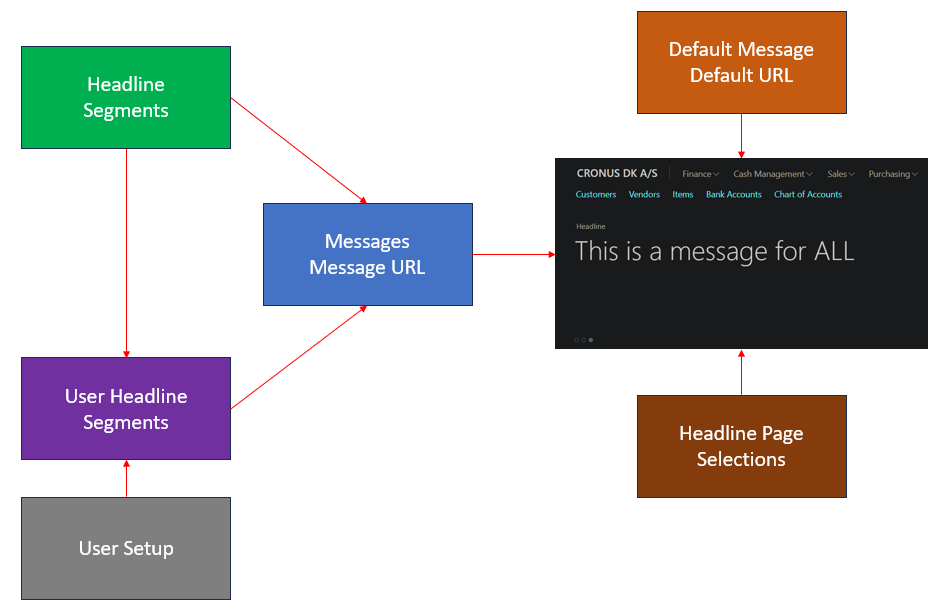 Default Message
Default URL
Headline
Segments
CRONUS DK A/S Finance Cash Management Sales Purchasing
Customers Vendors Items Bank Accounts Chart of Accounts
Messages
Message URL
Headline
This is a message for ALL
User Headline
Segments
Headline Page
Selections
User Setup